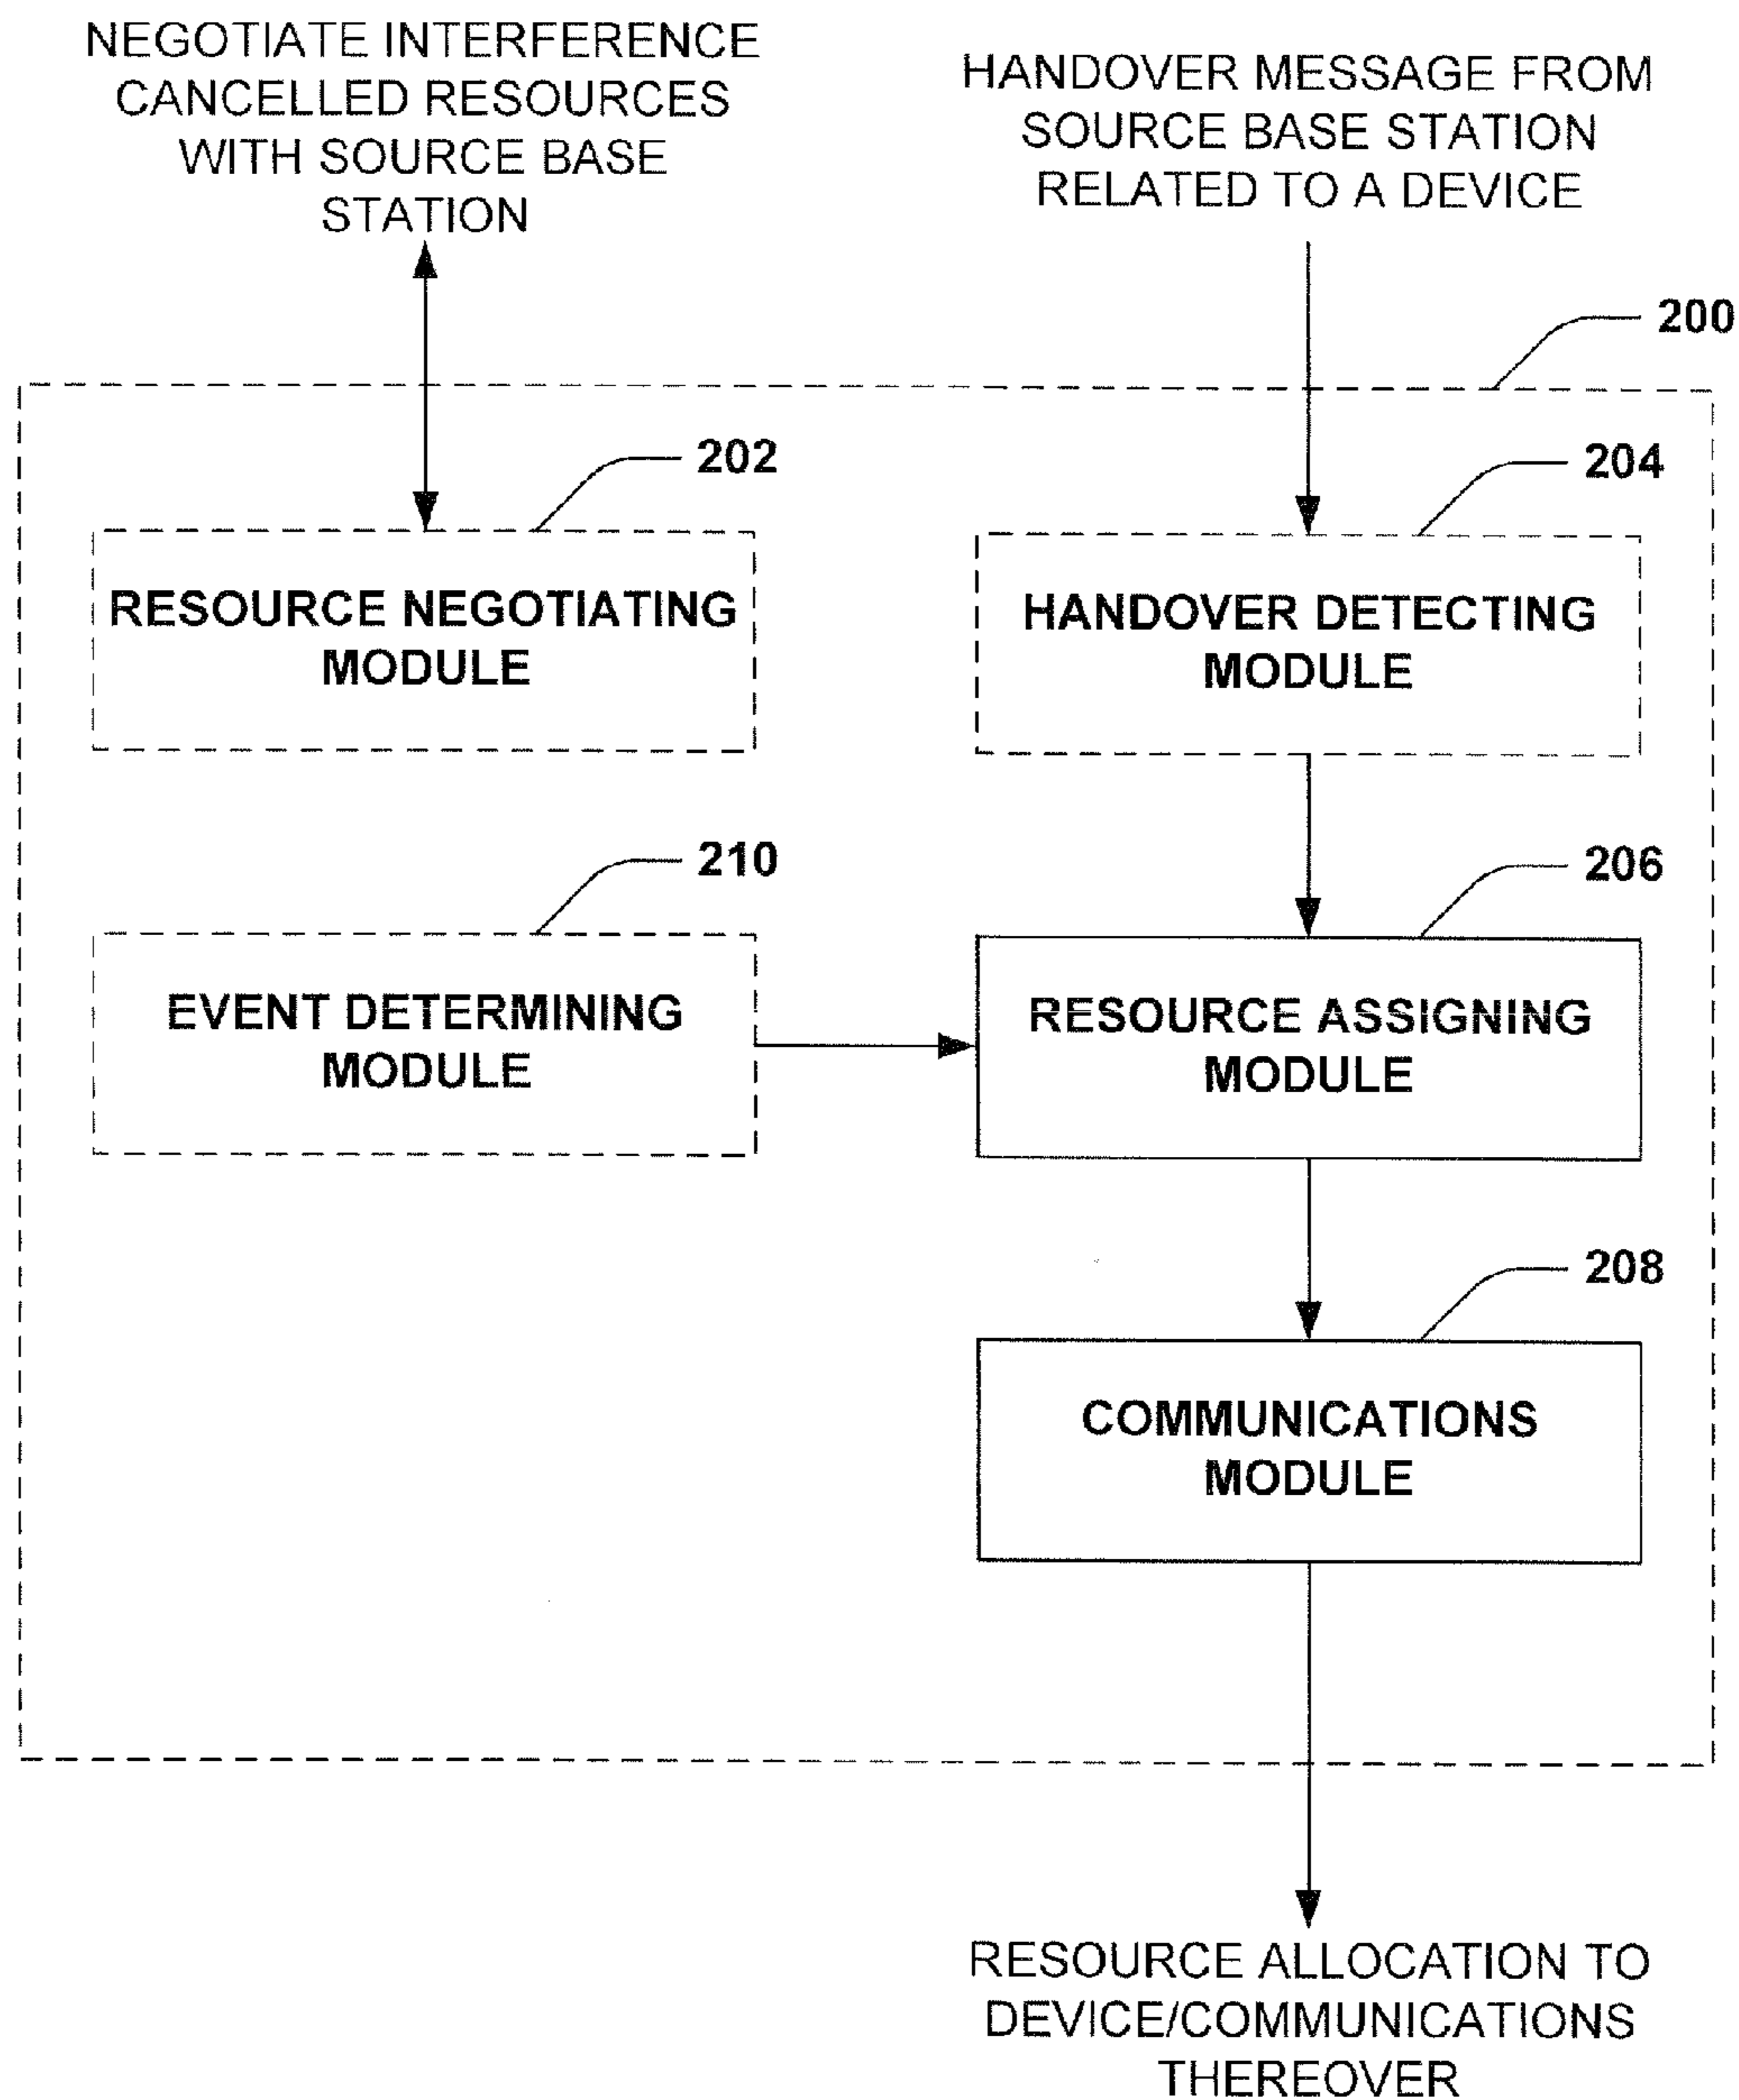 NEGOTIATE INTERFERENCE
CANCELLED RESOURCES
WITH SOURCE BASE
STATION
HANDOVER MESSAGE FROM
SOURCE BASE STATION
RELATED TO A DEVICE
200
202
204
RESOURCE NEGOTIATING
MODULE
HANDOVER DETECTING
MODULE
210
206
EVENT DETERMINING
MODULE
RESOURCE ASSIGNING
MODULE
208
COMMUNICATIONS
MODULE
RESOURCE ALLOCATION TO
DEVICE/COMMUNICATIONS
THEREOVER